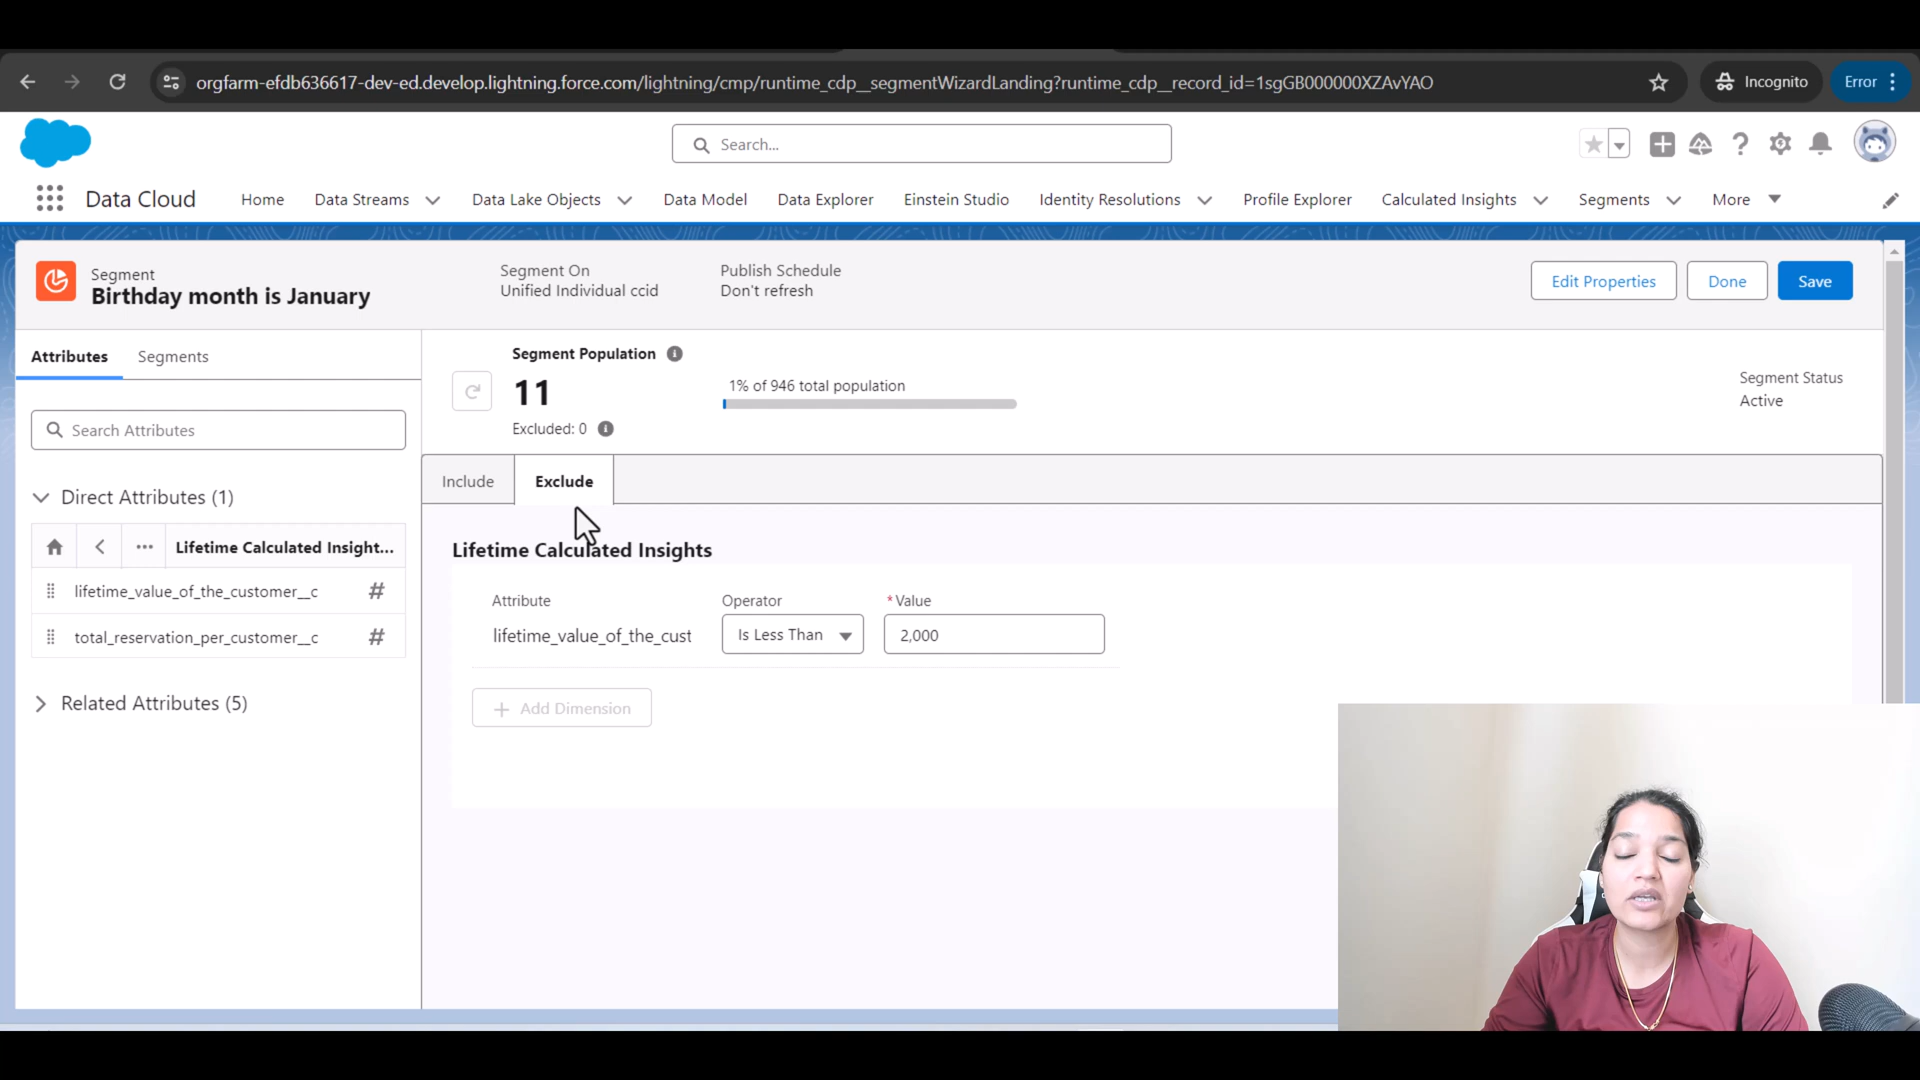 orgfarm-efdb636617-dev-ed.develop.lightning.force.com/lightning/cmp/runtime_cdp__segmentWizardLanding?runtime_cdp__record_id=1sgGB000000XZAvYAO
Incognito
Error
Search...
Data Cloud
Home
Data Streams
Data Lake Objects
Data Model
Data Explorer
Einstein Studio
Identity Resolutions
Profile Explorer
Calculated Insights
Segments
More
Segment
Birthday month is January
Segment On
Unified Individual ccid
Publish Schedule
Don't refresh
Edit Properties
Done
Save
Attributes
Segments
Search Attributes
Direct Attributes (1)
Lifetime Calculated Insight...
lifetime_value_of_the_customer__c
#
total_reservation_per_customer__c
#
Related Attributes (5)
Segment Population
11
1% of 946 total population
Excluded: 0
Segment Status
Active
Include
Exclude
Lifetime Calculated Insights
Attribute
Operator
*Value
lifetime_value_of_the_cust
Is Less Than
2,000
+ Add Dimension